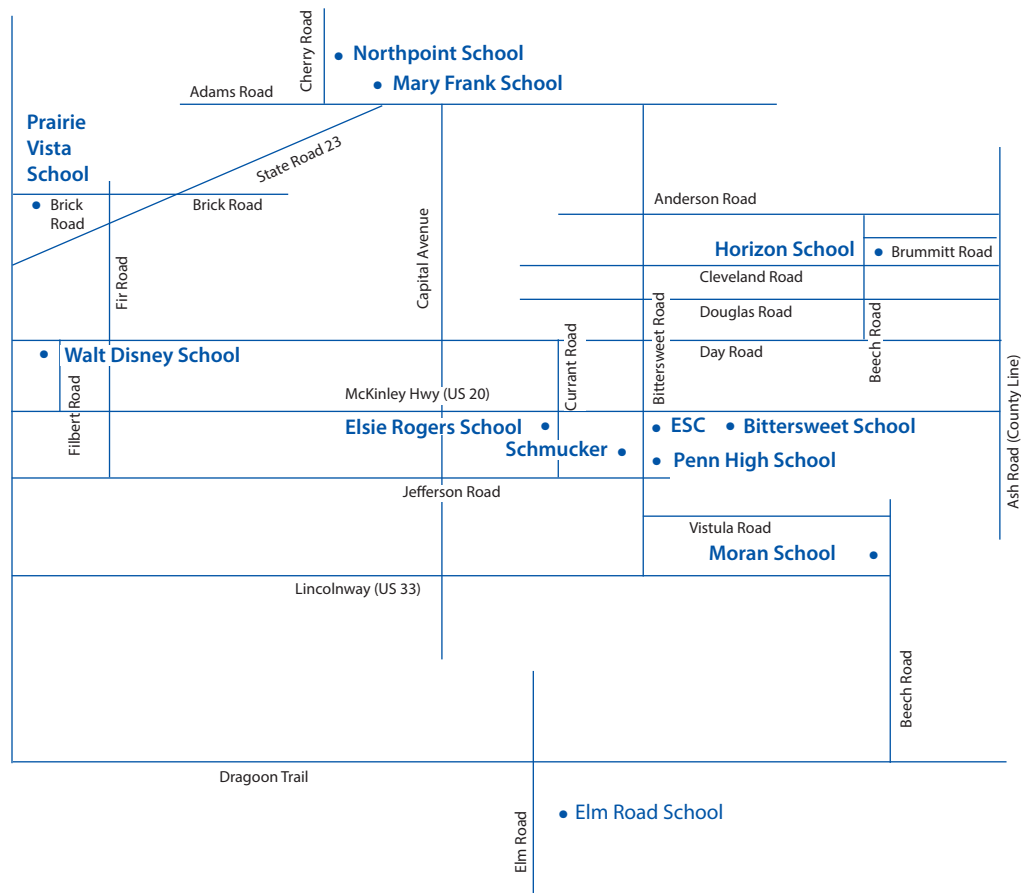 Cherry Road
Northpoint School
Mary Frank School
Adams Road
Prairie
Vista
School
State Road 23
Brick
Road
Brick Road
Anderson Road
Fir Road
Capital Avenue
Horizon School
Brummitt Road
Cleveland Road
Bittersweet Road
Douglas Road
Beech Road
Walt Disney School
Currant Road
Day Road
Filbert Road
McKinley Hwy (US 20)
Ash Road (County Line)
Elsie Rogers School
ESC
Bittersweet School
Schmucker
Penn High School
Jefferson Road
Vistula Road
Moran School
Lincolnway (US 33)
Beech Road
Dragoon Trail
Elm Road
Elm Road School